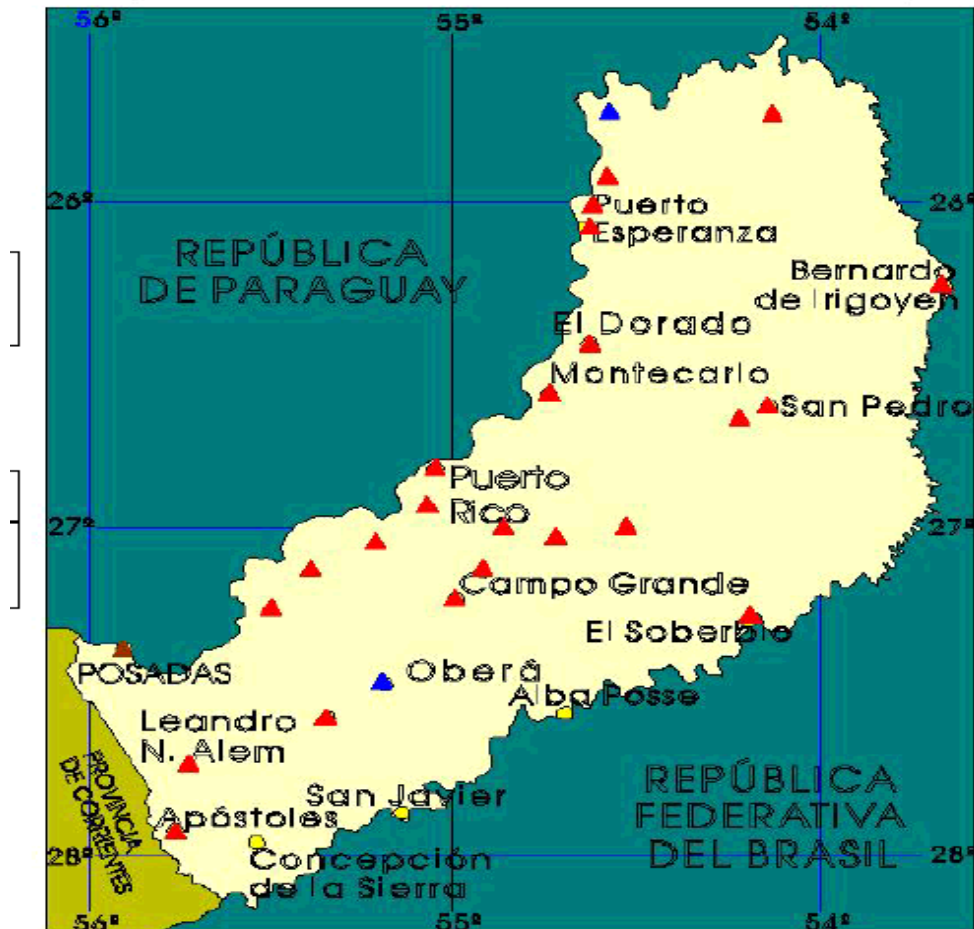 56º 55º 54º
26º 26º
Puerto
Esperanza
REPÚBLICA
DE PARAGUAY
Bernardo
de Irigoyen
El Dorado
Montecarlo
San Pedro
Puerto
Rico
27º 27º
Campo Grande
El Soberbio
POSADAS
Oberá
Alba Posse
Leandro
N. Alem
PROVINCIA
DE CORRIENTES
San Javier
REPÚBLICA
FEDERATIVA
DEL BRASIL
Apóstoles
28º 28º
Concepción
de la Sierra
56º 55º 54º